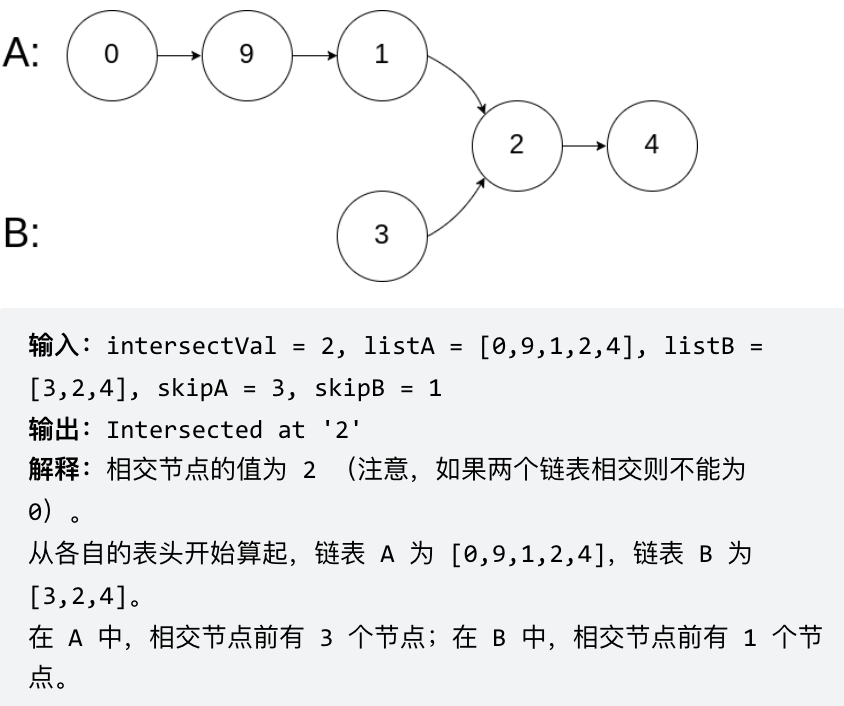 A: 0 9 1
2 4
B: 3
输入：intersectVal = 2, listA = [0,9,1,2,4], listB =
[3,2,4], skipA = 3, skipB = 1
输出：Intersected at '2'
解释：相交节点的值为 2 （注意，如果两个链表相交则不能为
0）。
从各自的表头开始算起，链表 A 为 [0,9,1,2,4]，链表 B 为
[3,2,4]。
在 A 中，相交节点前有 3 个节点；在 B 中，相交节点前有 1 个节
点。